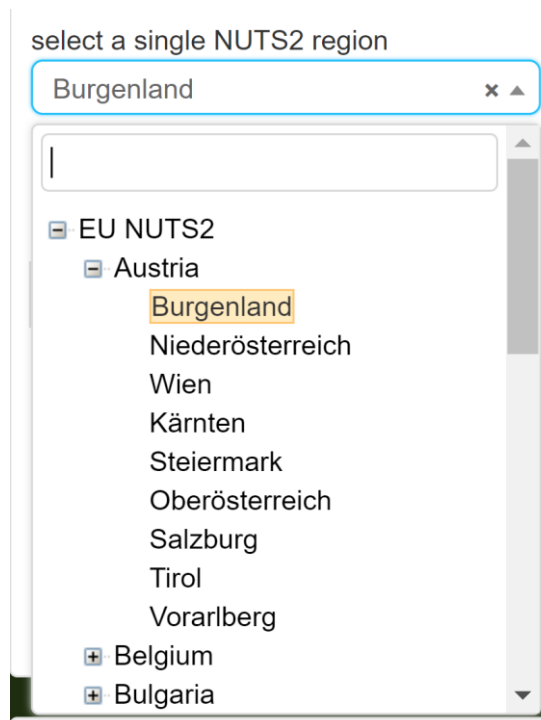 select a single NUTS2 region
Burgenland
EU NUTS2
Austria
Burgenland
Niederösterreich
Wien
Kärnten
Steiermark
Oberösterreich
Salzburg
Tirol
Vorarlberg
Belgium
Bulgaria